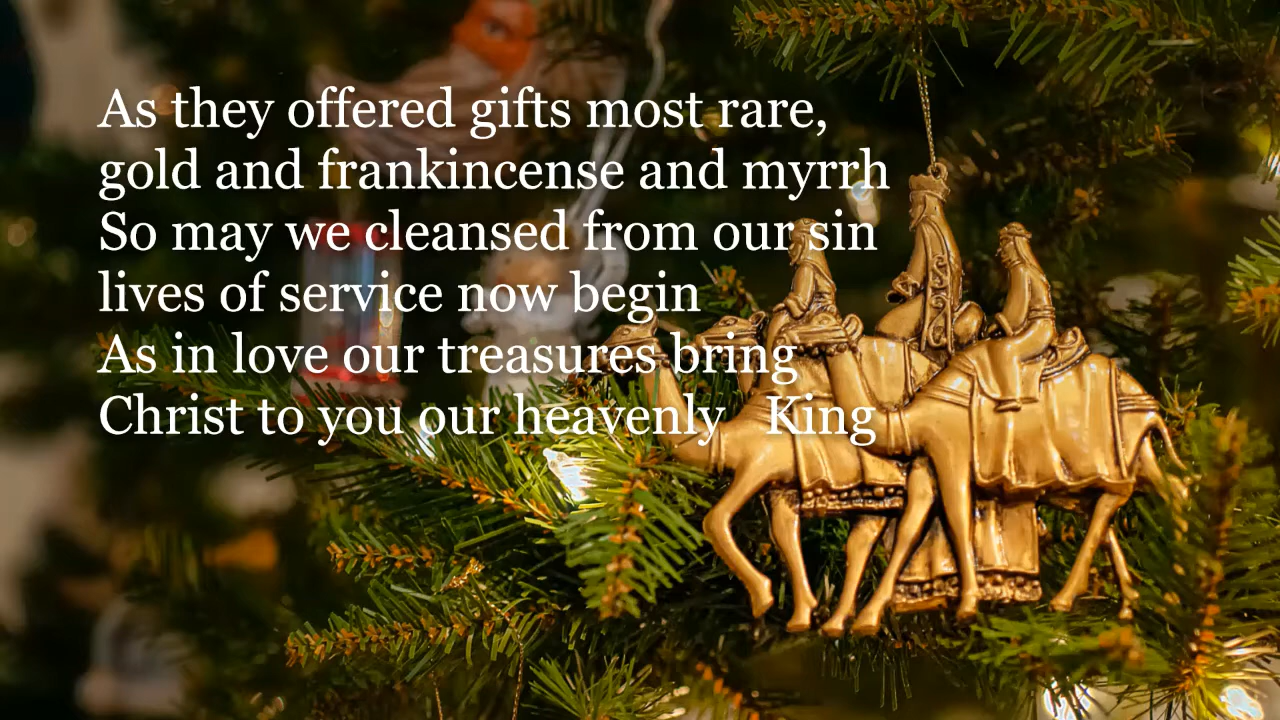 As they offered gifts most rare,
gold and frankincense and myrrh
So may we cleansed from our sin
lives of service now begin
As in love our treasures bring
Christ to you our heavenly   King